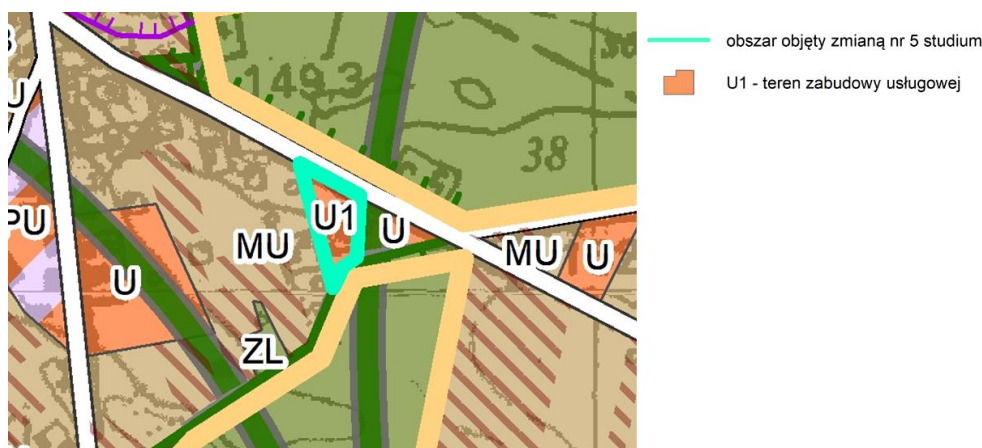 obszar objęty zmianą nr 5 studium
U1 - teren zabudowy usługowej
149,3
38
U
U1
U
PU
MU
MU
U
U
ZL